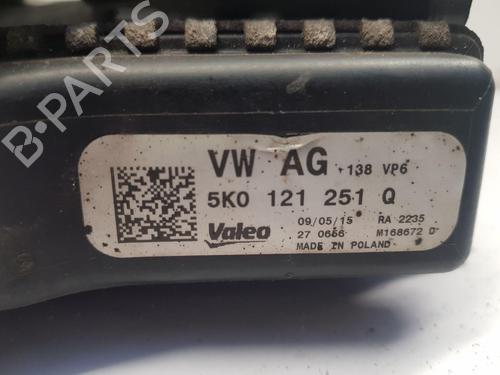 VW AG 138 VP6
5K0 121 251 Q
Valeo 09/05/15 RA 2235
27 0656 M168672 D
MADE IN POLAND
B-PARTS